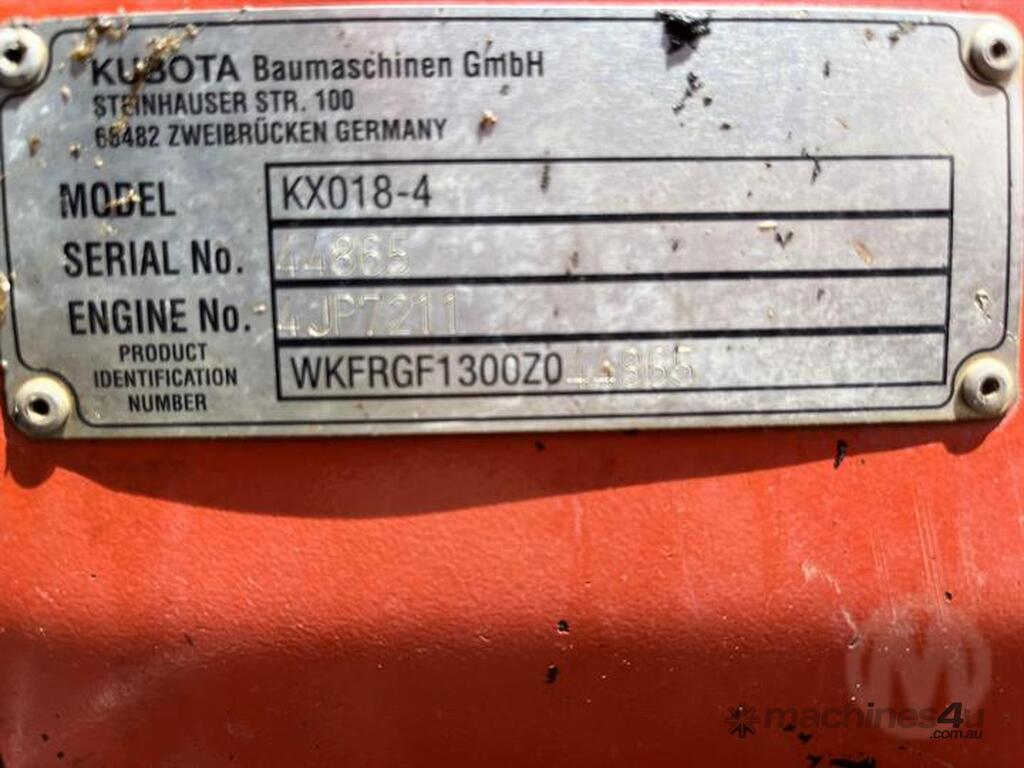 KUBOTA Baumaschinen GmbH
STEINHAUSER STR. 100
66482 ZWEIBRÜCKEN GERMANY
MODEL KX018-4
SERIAL No. 44865
ENGINE No. 4JP7211
PRODUCT
IDENTIFICATION
NUMBER
WKFRGF1300Z044865
M
machines4u
.com.au